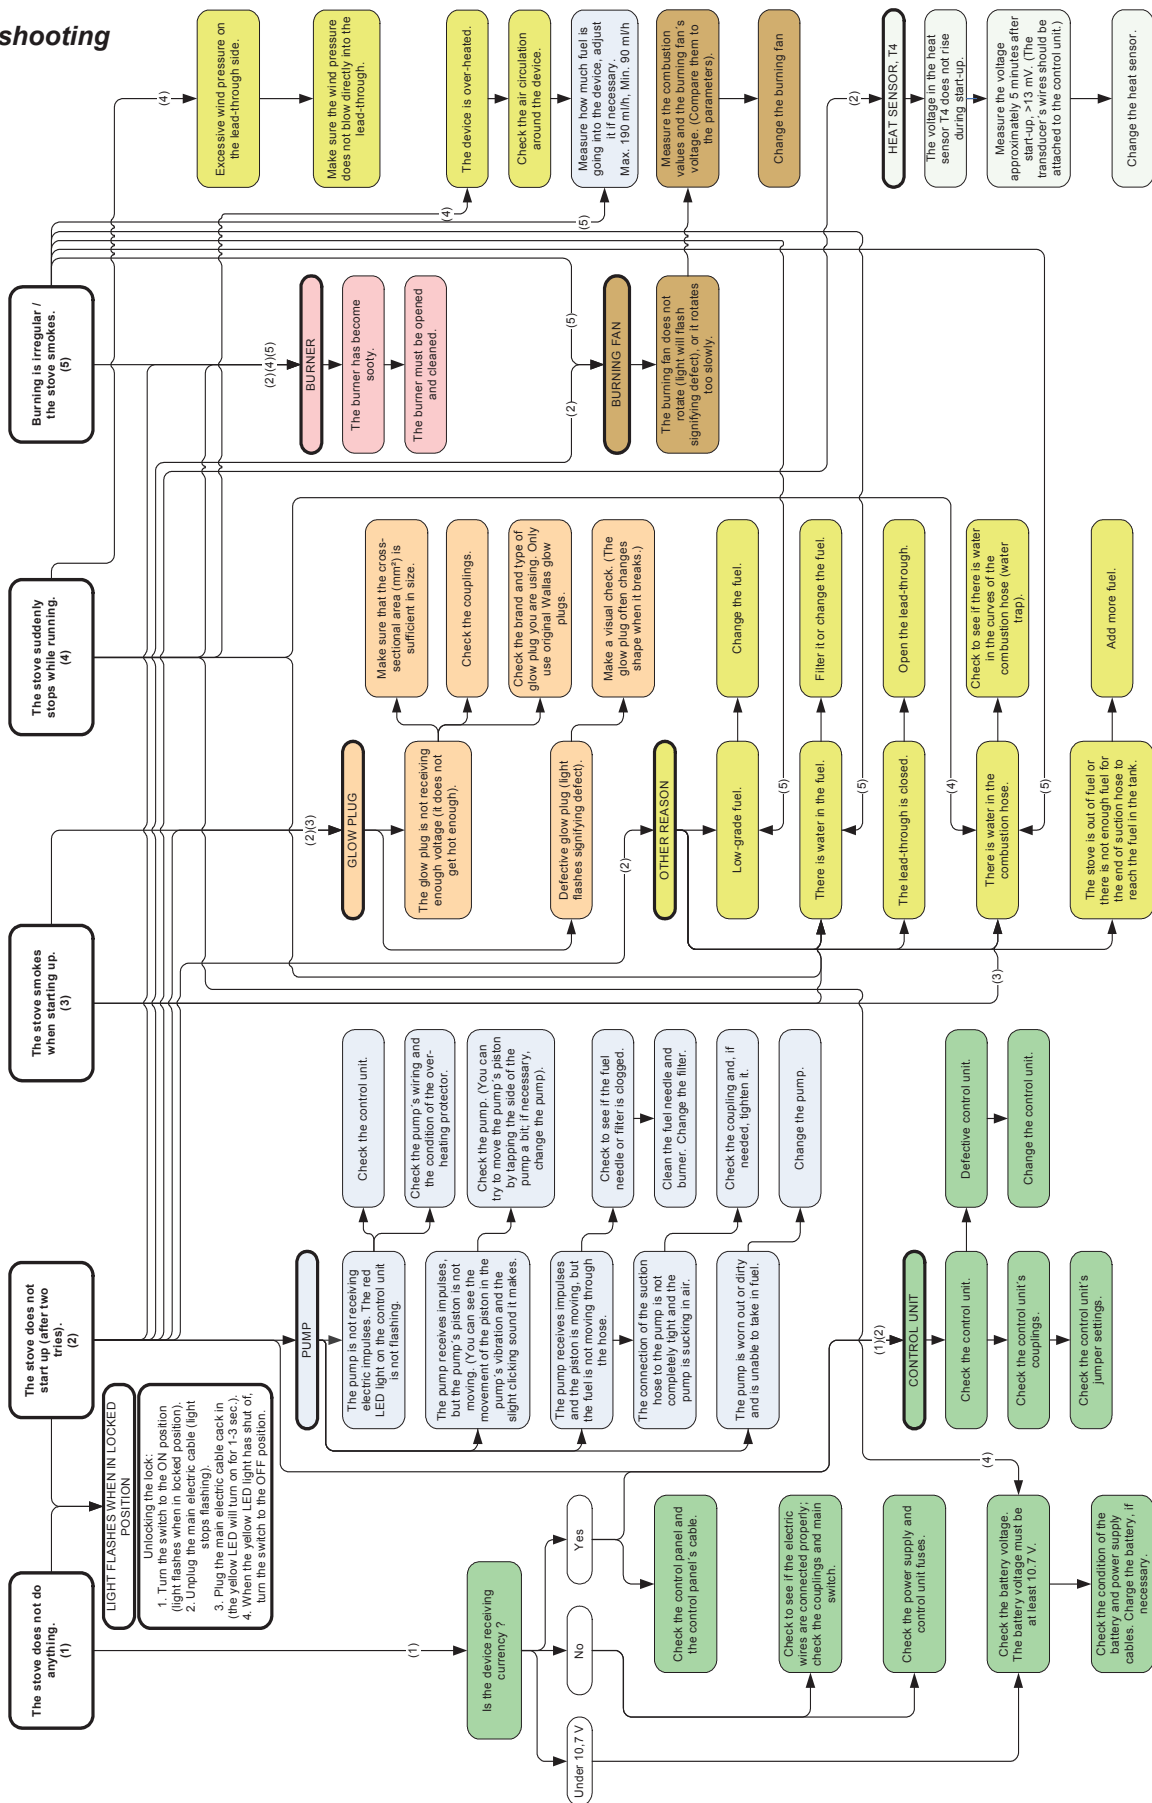 shooting
The stove does not do
anything.
(1)
The stove does not
start up (after two
tries).
(2)
The stove smokes
when starting up.
(3)
The stove suddenly
stops while running.
(4)
Burning is irregular /
the stove smokes.
(5)
LIGHT FLASHES WHEN IN LOCKED
POSITION
Unlocking the lock:
1. Turn the switch to the ON position
(light flashes when in locked position).
2. Unplug the main electric cable (light
stops flashing).
3. Plug the main electric cable cack in
(the yellow LED will turn on for 1-3 sec.).
4. When the yellow LED light has shut of,
turn the switch to the OFF position.
(1)
Is the device receiving
currency ?
Under 10,7 V
No
Yes
Check the control panel and
the control panel's cable.
Check to see if the electric
wires are connected properly;
check the couplings and main
switch.
Check the power supply and
control unit fuses.
(4)
Check the battery voltage.
The battery voltage must be
at least 10.7 V.
Check the condition of the
battery and power supply
cables. Charge the battery, if
necessary.
PUMP
The pump is not receiving
electric impulses. The red
LED light on the control unit
is not flashing.
Check the control unit.
Check the pump´s wiring and
the condition of the over-
heating protector.
The pump receives impulses,
but the pump's piston is not
moving. (You can see the
movement of the piston in the
pump's vibration and the
slight clicking sound it makes.
Check the pump. (You can
try to move the pump's piston
by tapping the side of the
pump a bit; if necessary,
change the pump).
The pump receives impulses
and the piston is moving, but
the fuel is not moving through
the hose.
Check to see if the fuel
needle or filter is clogged.
Clean the fuel needle and
burner. Change the filter.
The connection of the suction
hose to the pump is not
completely tight and the
pump is sucking in air.
Check the coupling and, if
needed, tighten it.
The pump is worn out or dirty
and is unable to take in fuel.
Change the pump.
(1)(2)
CONTROL UNIT
Check the control unit.
Defective control unit.
Change the control unit.
Check the control unit's
couplings.
Check the control unit's
jumper settings.
(2)(3)
GLOW PLUG
The glow plug is not receiving
enough voltage (it does not
get hot enough).
Make sure that the cross-
sectional area (mm²) is
sufficient in size.
Check the couplings.
Check the brand and type of
glow plug you are using. Only
use original Wallas glow
plugs.
Defective glow plug (light
flashes signifying defect).
Make a visual check. (The
glow plug often changes
shape when it breaks.)
(2)
OTHER REASON
Low-grade fuel.
Change the fuel.
(5)
There is water in the fuel.
Filter it or change the fuel.
(5)
The lead-through is closed.
Open the lead-through.
(4)
(3)
There is water in the
combustion hose.
Check to see if there is water
in the curves of the
combustion hose (water
trap).
(5)
The stove is out of fuel or
there is not enough fuel for
the end of suction hose to
reach the fuel in the tank.
Add more fuel.
(2)(4)(5)
BURNER
The burner has become
sooty.
The burner must be opened
and cleaned.
(2)
(5)
BURNING FAN
The burning fan does not
rotate (light will flash
signifying defect), or it rotates
too slowly.
Measure the combustion
values and the burning fan's
voltage. (Compare them to
the parameters).
Change the burning fan
(4)
Excessive wind pressure on
the lead-through side.
Make sure the wind pressure
does not blow directly into the
lead-through.
(4)
The device is over-heated.
Check the air circulation
around the device.
(5)
Measure how much fuel is
going into the device, adjust
it if necessary.
Max. 190 ml/h, Min. 90 ml/h
(2)
HEAT SENSOR, T4
The voltage in the heat
sensor T4 does not rise
during start-up.
Measure the voltage
approximately 5 minutes after
start-up, >13 mV. (The
transducer's wires should be
attached to the control unit.)
Change the heat sensor.